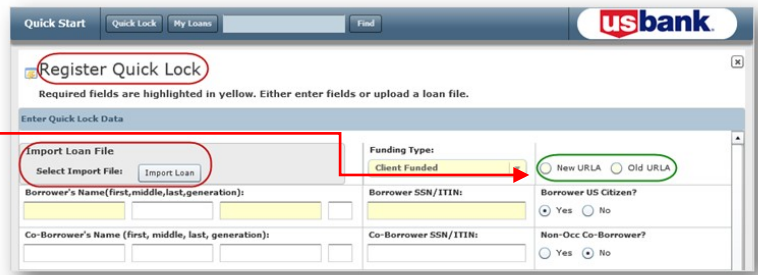 Quick Start Quick Lock My Loans Find usbank
Register Quick Lock
Required fields are highlighted in yellow. Either enter fields or upload a loan file.
Enter Quick Lock Data
Import Loan File Funding Type:
Select Import File: Import Loan Client Funded New URLA Old URLA
Borrower's Name(first,middle,last,generation): Borrower SSN/ITIN: Borrower US Citizen?
Yes No
Co-Borrower's Name (first, middle, last, generation): Co-Borrower SSN/ITIN: Non-Occ Co-Borrower?
Yes No